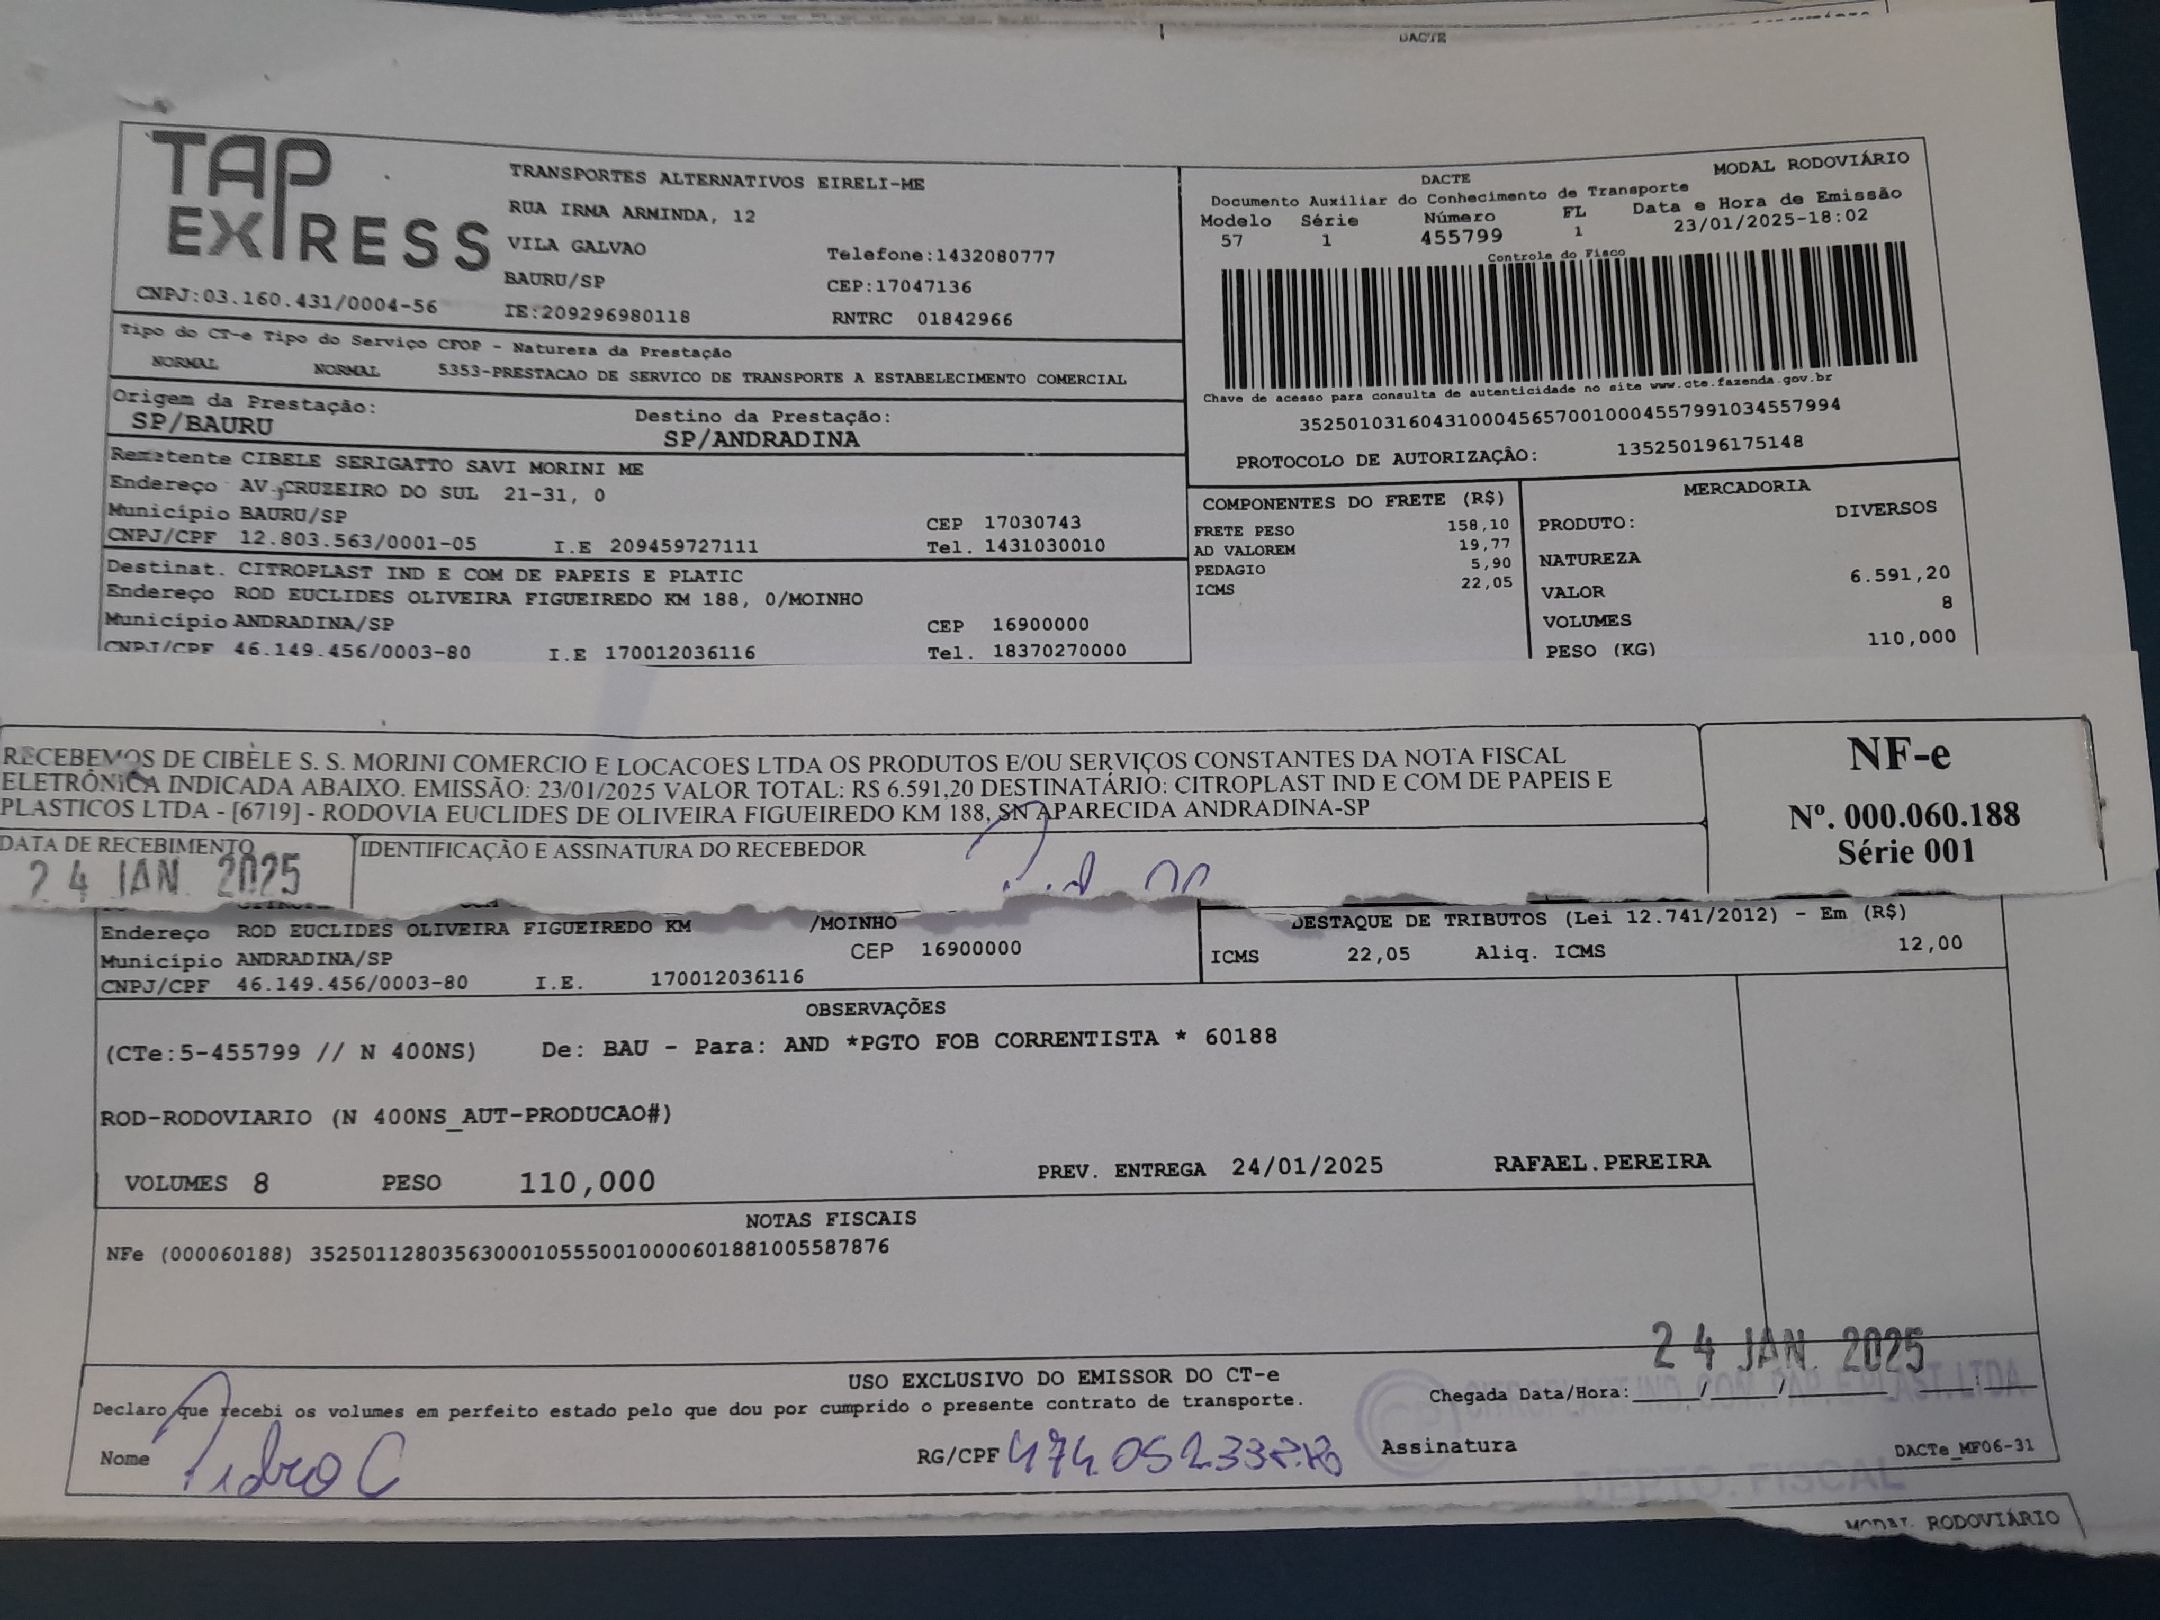 DACTE
TAP EXPRESS
TRANSPORTES ALTERNATIVOS EIRELI-ME
RUA IRMA ARMINDA, 12
VILA GALVAO
Telefone:1432080777
BAURU/SP
CEP:17047136
CNPJ:03.160.431/0004-56
IE:209296980118
RNTRC 01842966
DACTE
MODAL RODOVIÁRIO
Documento Auxiliar do Conhecimento de Transporte
Modelo Série Número FL Data e Hora de Emissão
57 1 455799 1 23/01/2025-18:02
Controle do Fisco
Chave de acesso para consulta de autenticidade no site www.cte.fazenda.gov.br
35250103160431000456570010004557991034557994
PROTOCOLO DE AUTORIZAÇÂO: 135250196175148
Tipo do CT-e Tipo do Serviço CFOP - Natureza da Prestação
NORMAL NORMAL 5353-PRESTACAO DE SERVICO DE TRANSPORTE A ESTABELECIMENTO COMERCIAL
Origem da Prestação: Destino da Prestação:
SP/BAURU SP/ANDRADINA
Remetente CIBELE SERIGATTO SAVI MORINI ME
Endereço AV CRUZEIRO DO SUL 21-31, 0
Município BAURU/SP CEP 17030743
CNPJ/CPF 12.803.563/0001-05 I.E 209459727111 Tel. 1431030010
Destinat. CITROPLAST IND E COM DE PAPEIS E PLATIC
Endereço ROD EUCLIDES OLIVEIRA FIGUEIREDO KM 188, 0/MOINHO
Município ANDRADINA/SP CEP 16900000
CNPJ/CPF 46.149.456/0003-80 I.E 170012036116 Tel. 18370270000
COMPONENTES DO FRETE (R$)
FRETE PESO 158,10
AD VALOREM 19,77
PEDAGIO 5,90
ICMS 22,05
MERCADORIA
PRODUTO: DIVERSOS
NATUREZA
VALOR 6.591,20
VOLUMES 8
PESO (KG) 110,000
RECEBEMOS DE CIBELE S. S. MORINI COMERCIO E LOCACOES LTDA OS PRODUTOS E/OU SERVIÇOS CONSTANTES DA NOTA FISCAL
ELETRÔNICA INDICADA ABAIXO. EMISSÃO: 23/01/2025 VALOR TOTAL: R$ 6.591,20 DESTINATÁRIO: CITROPLAST IND E COM DE PAPEIS E
PLASTICOS LTDA - [6719] - RODOVIA EUCLIDES DE OLIVEIRA FIGUEIREDO KM 188, SN APARECIDA ANDRADINA-SP
NF-e
Nº. 000.060.188
Série 001
DATA DE RECEBIMENTO IDENTIFICAÇÃO E ASSINATURA DO RECEBEDOR
24 JAN. 2025
Endereço ROD EUCLIDES OLIVEIRA FIGUEIREDO KM /MOINHO
Município ANDRADINA/SP CEP 16900000
CNPJ/CPF 46.149.456/0003-80 I.E. 170012036116
DESTAQUE DE TRIBUTOS (Lei 12.741/2012) - Em (R$)
ICMS 22,05 Aliq. ICMS 12,00
OBSERVAÇÕES
(CTe:5-455799 // N 400NS) De: BAU - Para: AND *PGTO FOB CORRENTISTA * 60188
ROD-RODOVIARIO (N 400NS_AUT-PRODUCAO#)
VOLUMES 8 PESO 110,000 PREV. ENTREGA 24/01/2025 RAFAEL.PEREIRA
NOTAS FISCAIS
NFe (000060188) 35250112803563000105550010000601881005587876
24 JAN. 2025
USO EXCLUSIVO DO EMISSOR DO CT-e
Chegada Data/Hora: ____/____/______
CITROPLAST IND. COM. PAP. E PLAST. LTDA
Declaro que recebi os volumes em perfeito estado pelo que dou por cumprido o presente contrato de transporte.
Nome Pedro C RG/CPF Assinatura
DACTe_MF06-31
DEPTO. FISCAL
MODAL RODOVIÁRIO